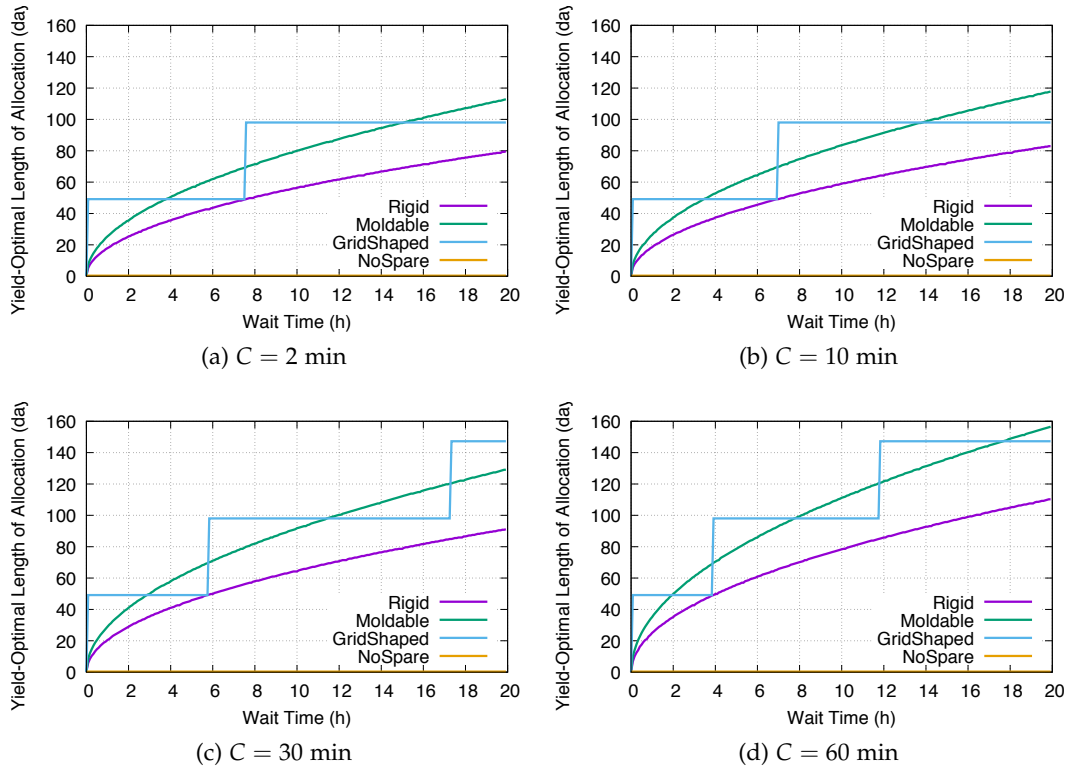 Yield-Optimal Length of Allocation (day
160
140
120
100
80
60
40
20
0
0 2 4 6 8 10 12 14 16 18 20
Wait Time (h)
Rigid
Moldable
GridShaped
NoSpare
(a) C = 2 min
Yield-Optimal Length of Allocation (day
160
140
120
100
80
60
40
20
0
0 2 4 6 8 10 12 14 16 18 20
Wait Time (h)
Rigid
Moldable
GridShaped
NoSpare
(b) C = 10 min
Yield-Optimal Length of Allocation (day
160
140
120
100
80
60
40
20
0
0 2 4 6 8 10 12 14 16 18 20
Wait Time (h)
Rigid
Moldable
GridShaped
NoSpare
(c) C = 30 min
Yield-Optimal Length of Allocation (day
160
140
120
100
80
60
40
20
0
0 2 4 6 8 10 12 14 16 18 20
Wait Time (h)
Rigid
Moldable
GridShaped
NoSpare
(d) C = 60 min